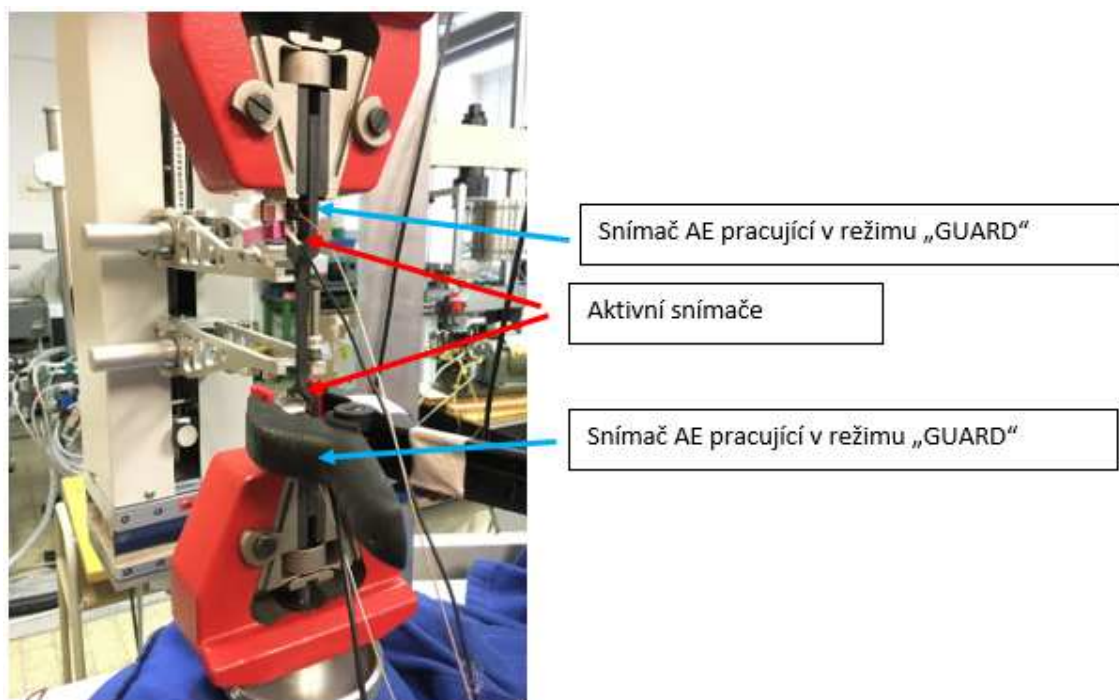 Snímač AE pracující v režimu „GUARD“
Aktivní snímače
Snímač AE pracující v režimu „GUARD“